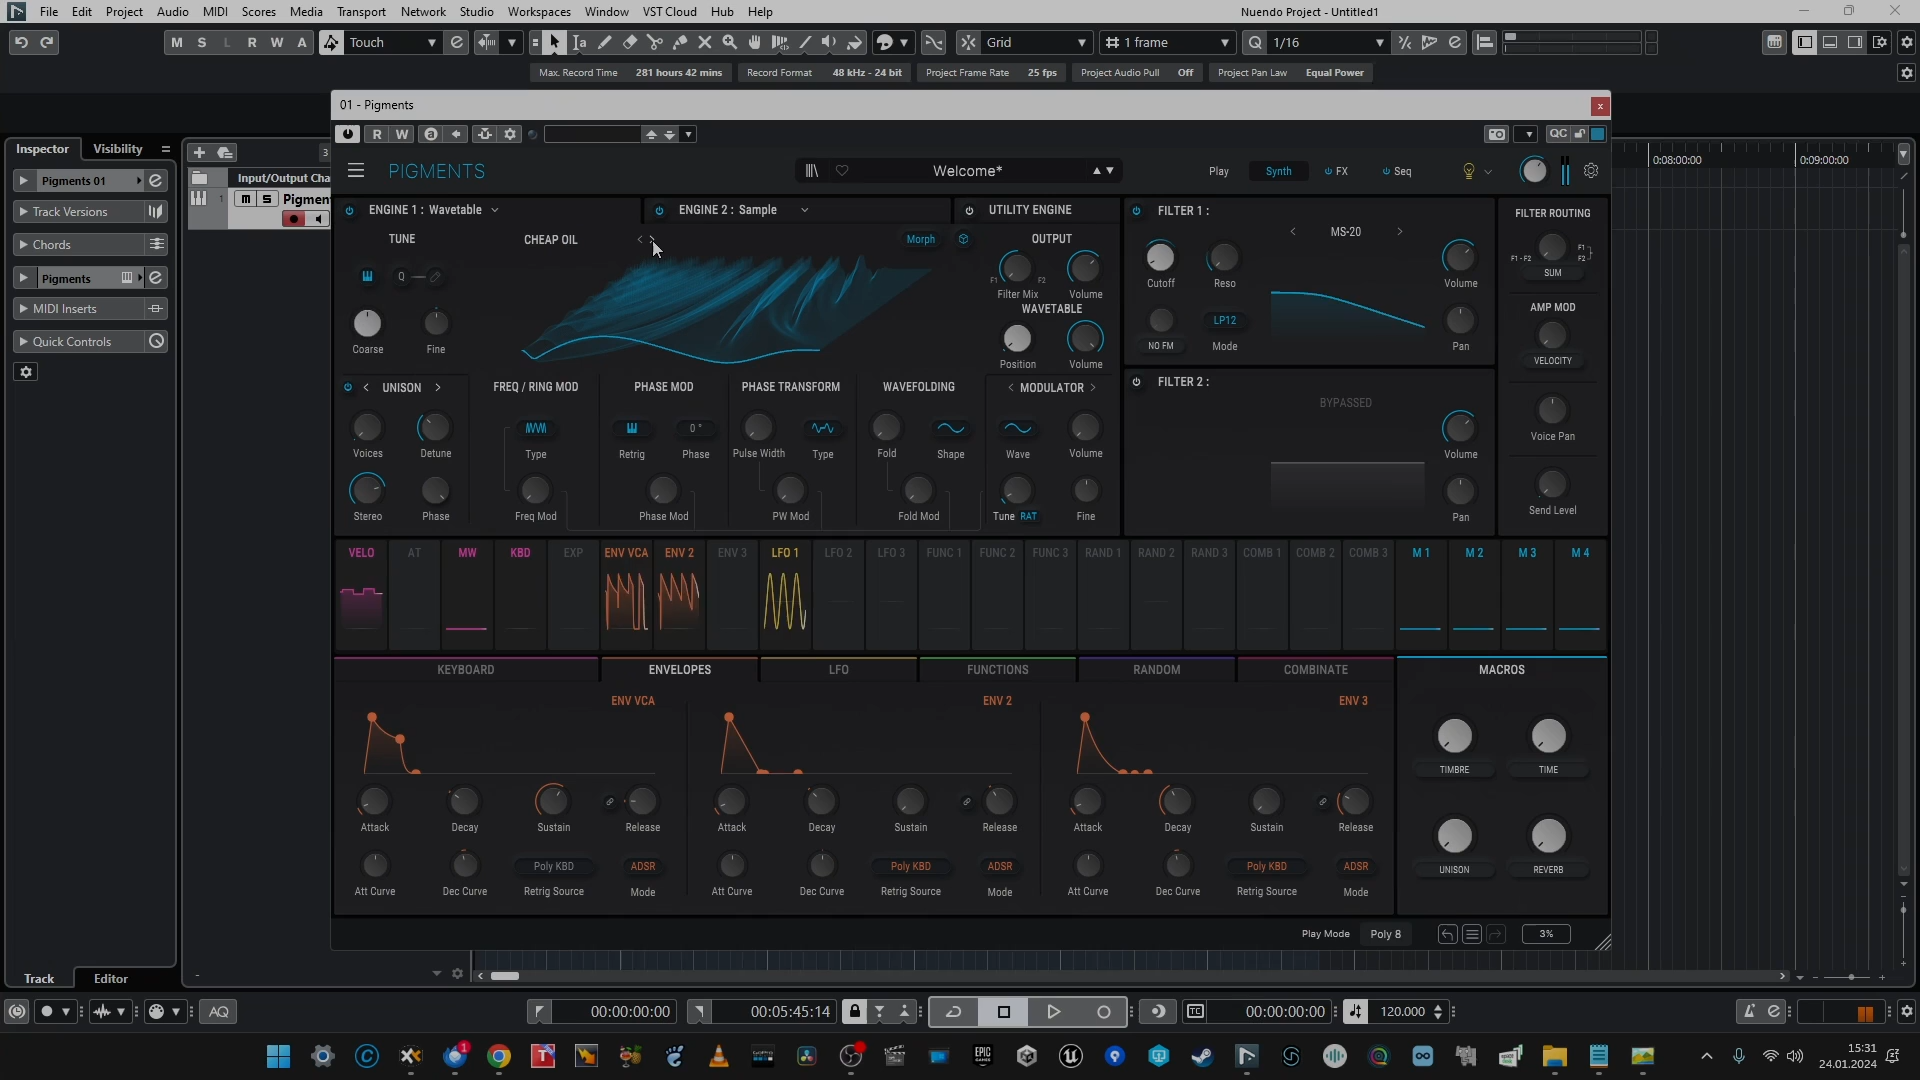 File Edit Project Audio MIDI Scores Media Transport Network Studio Workspaces Window VST Cloud Hub Help
Nuendo Project - Untitled1
M S L R W A Touch Grid 1 frame Q 1/16
Max. Record Time 281 hours 42 mins Record Format 48 kHz - 24 bit Project Frame Rate 25 fps Project Audio Pull Off Project Pan Law Equal Power
01 - Pigments
R W QC
Inspector Visibility
Pigments 01
Track Versions
Chords
Pigments
MIDI Inserts
Quick Controls
Input/Output Cha
1 m S Pigmen
0:08:00:00 0:09:00:00
PIGMENTS Welcome* Play Synth FX Seq
ENGINE 1 : Wavetable ENGINE 2 : Sample UTILITY ENGINE
TUNE CHEAP OIL Morph OUTPUT
Q
F1 F2
Filter Mix Volume
WAVETABLE
Coarse Fine Position Volume
UNISON FREQ / RING MOD PHASE MOD PHASE TRANSFORM WAVEFOLDING MODULATOR
0 °
Voices Detune Type Retrig Phase Pulse Width Type Fold Shape Wave Volume
Stereo Phase Freq Mod Phase Mod PW Mod Fold Mod Tune RAT Fine
FILTER 1 : MS-20
Cutoff Reso Volume
NO FM LP12 Mode Pan
FILTER 2 :
BYPASSED
Volume
Pan
FILTER ROUTING
F1 - F2 F1 F2
SUM
AMP MOD
VELOCITY
Voice Pan
Send Level
VELO AT MW KBD EXP ENV VCA ENV 2 ENV 3 LFO 1 LFO 2 LFO 3 FUNC 1 FUNC 2 FUNC 3 RAND 1 RAND 2 RAND 3 COMB 1 COMB 2 COMB 3 M 1 M 2 M 3 M 4
KEYBOARD ENVELOPES LFO FUNCTIONS RANDOM COMBINATE MACROS
ENV VCA ENV 2 ENV 3
Attack Decay Sustain Release Attack Decay Sustain Release Attack Decay Sustain Release
Poly KBD ADSR Poly KBD ADSR Poly KBD ADSR
Att Curve Dec Curve Retrig Source Mode Att Curve Dec Curve Retrig Source Mode Att Curve Dec Curve Retrig Source Mode
TIMBRE TIME
UNISON REVERB
Play Mode Poly 8 3%
Track Editor
AQ 00:00:00:00 00:05:45:14 TC 00:00:00:00 120.000
15:31
24.01.2024